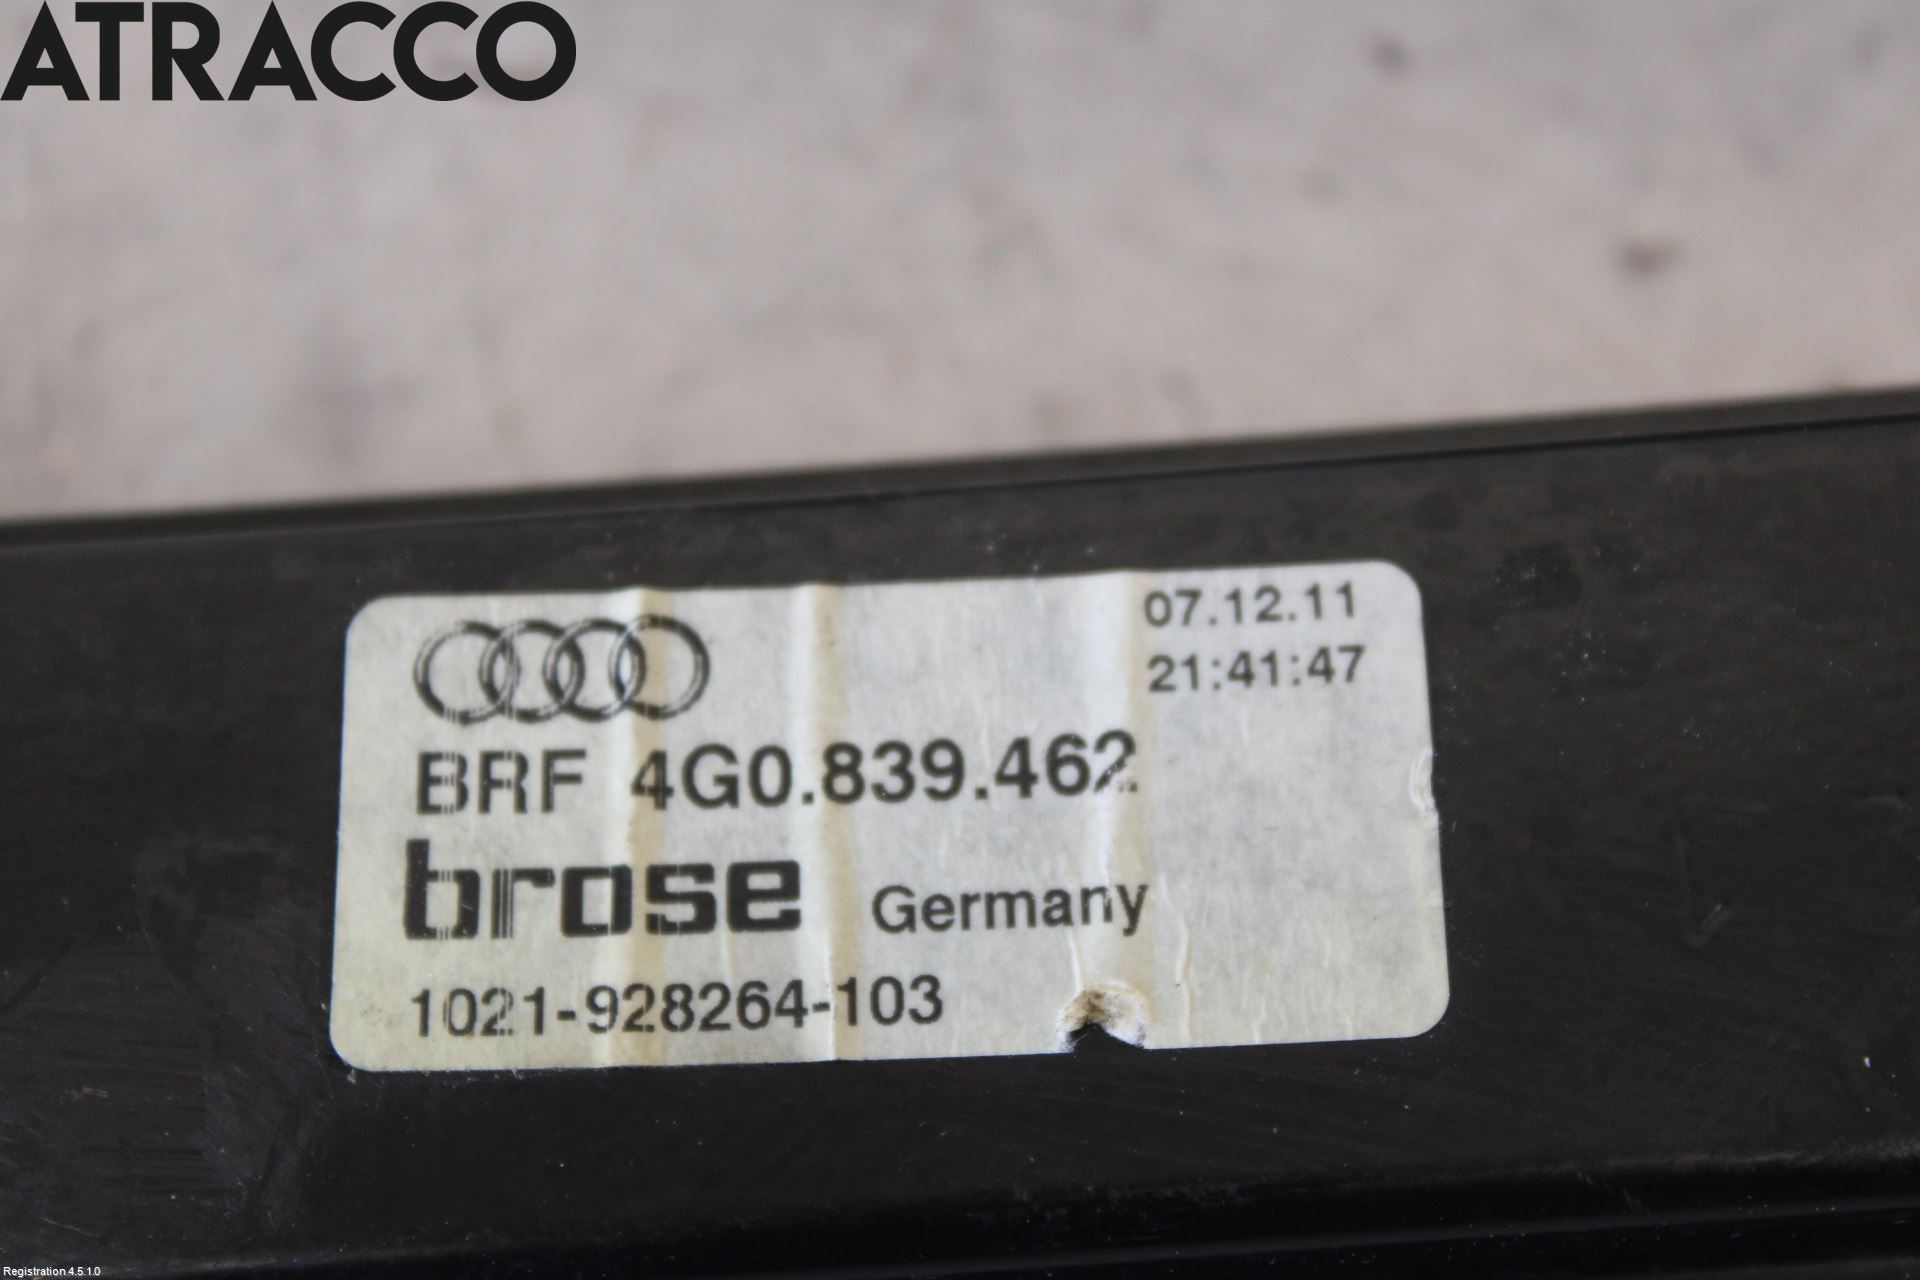 ATRACCO
07.12.11
21:41:47
BRF 4G0.839.462
brose Germany
1021-928264-103
Registration 4.5.1.0